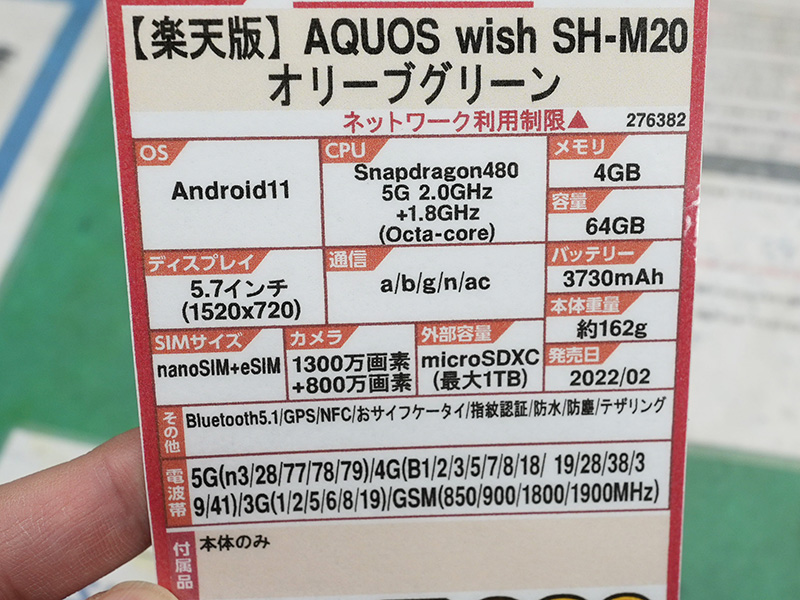 【楽天版】 AQUOS wish SH-M20
オリーブグリーン
ネットワーク利用制限▲ 276382
OS
Android11
CPU
Snapdragon480
5G 2.0GHz
+1.8GHz
(Octa-core)
メモリ
4GB
容量
64GB
ディスプレイ
5.7インチ
(1520x720)
通信
a/b/g/n/ac
バッテリー
3730mAh
本体重量
約162g
SIMサイズ
nanoSIM+eSIM
カメラ
1300万画素
+800万画素
外部容量
microSDXC
(最大1TB)
発売日
2022/02
その他
Bluetooth5.1/GPS/NFC/おサイフケータイ/指紋認証/防水/防塵/テザリング
電波帯
5G(n3/28/77/78/79)/4G(B1/2/3/5/7/8/18/ 19/28/38/3
9/41)/3G(1/2/5/6/8/19)/GSM(850/900/1800/1900MHz)
付属品
本体のみ